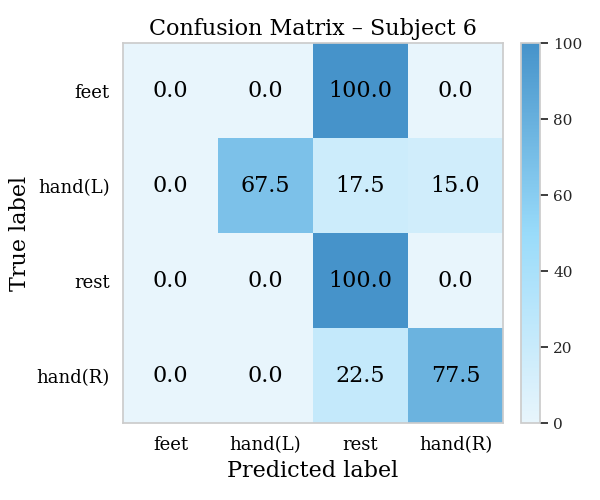 Confusion Matrix – Subject 6
True label
feet 0.0 0.0 100.0 0.0
hand(L) 0.0 67.5 17.5 15.0
rest 0.0 0.0 100.0 0.0
hand(R) 0.0 0.0 22.5 77.5
feet hand(L) rest hand(R)
Predicted label
100
80
60
40
20
0